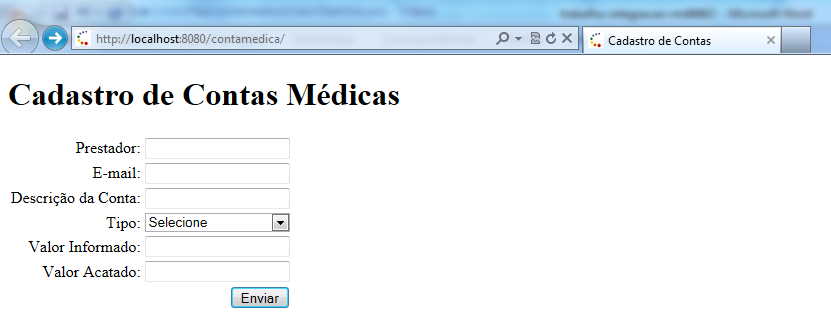 http://localhost:8080/contamedica/
Cadastro de Contas
Cadastro de Contas Médicas
Prestador:
E-mail:
Descrição da Conta:
Tipo: Selecione
Valor Informado:
Valor Acatado:
Enviar